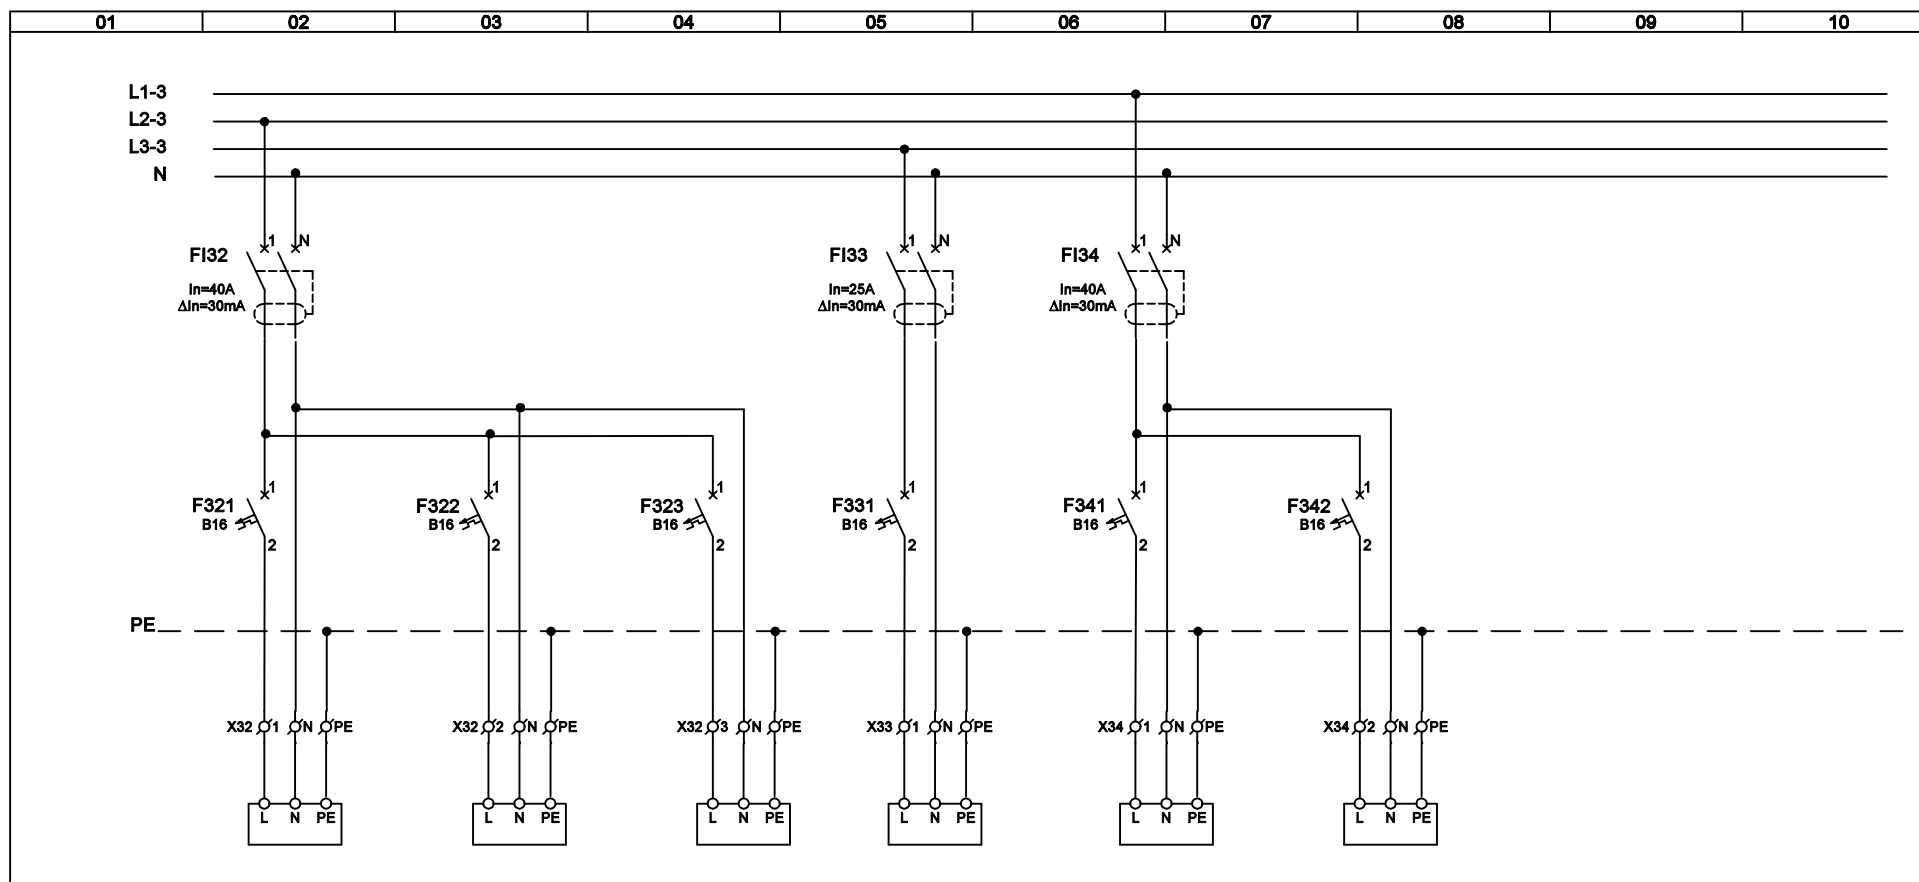 01 02 03 04 05 06 07 08 09 10
L1-3
L2-3
L3-3
N
1 N 1 N 1 N
FI32 FI33 FI34
In=40A In=25A In=40A
ΔIn=30mA ΔIn=30mA ΔIn=30mA
1 1 1 1 1 1
F321 F322 F323 F331 F341 F342
B16 B16 B16 B16 B16 B16
2 2 2 2 2 2
PE
X32 1 N PE X32 2 N PE X32 3 N PE X33 1 N PE X34 1 N PE X34 2 N PE
L N PE L N PE L N PE L N PE L N PE L N PE